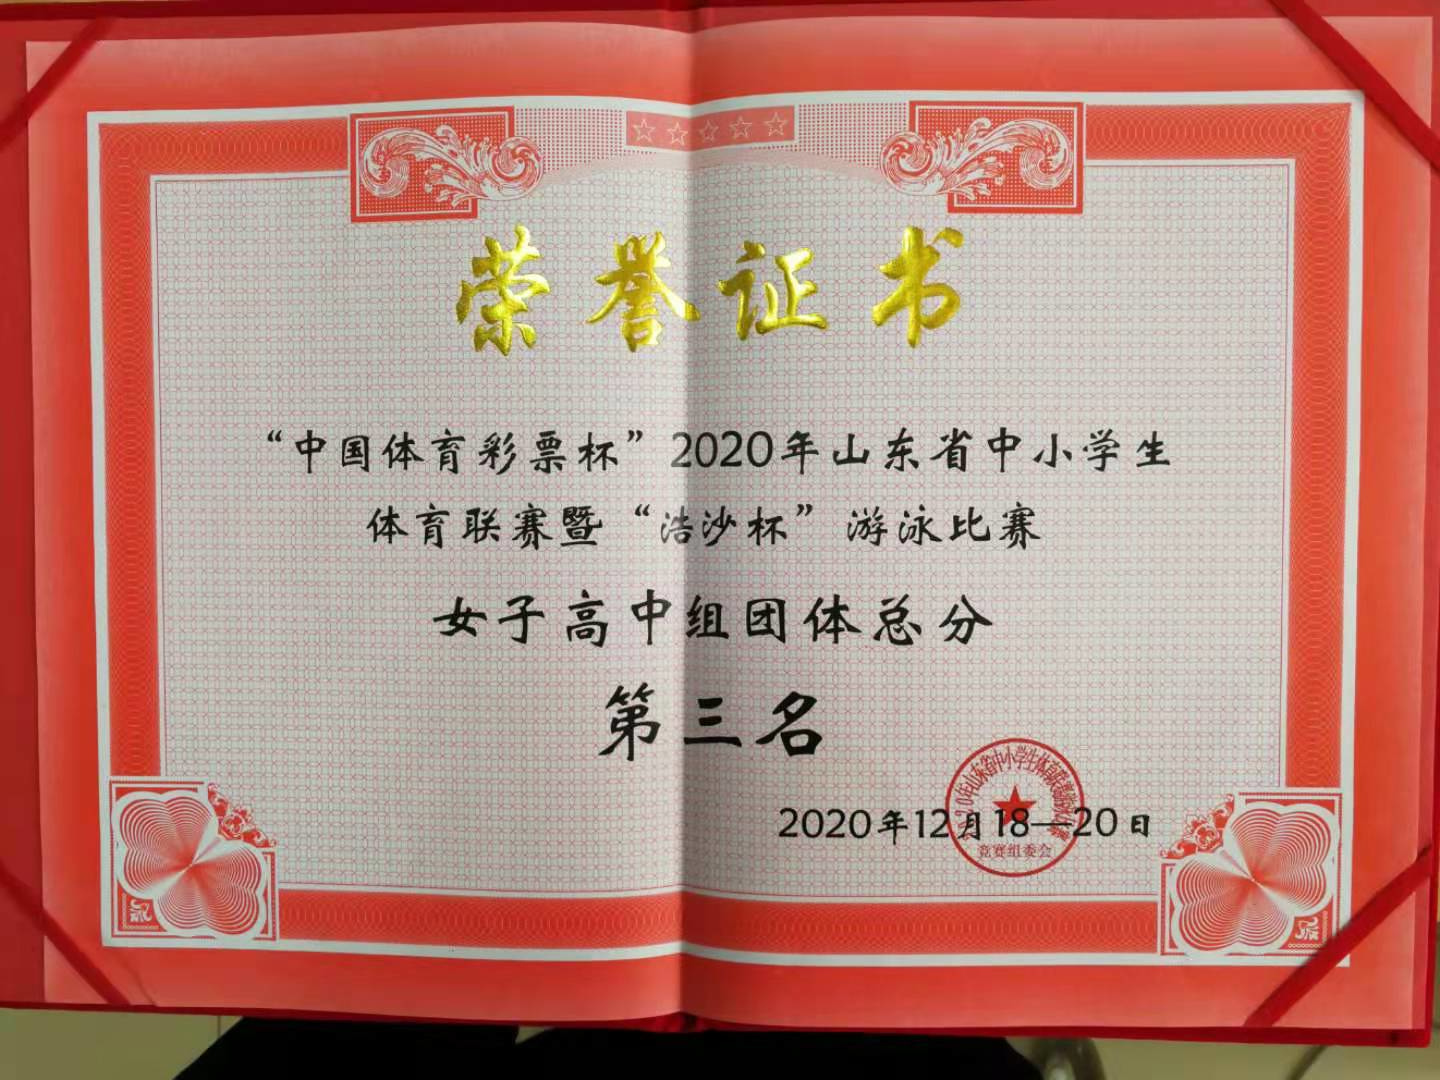 荣誉证书
“中国体育彩票杯”2020年山东省中小学生
体育联赛暨“浩沙杯”游泳比赛
女子高中组团体总分
第三名
2020年12月18—20日
竞赛组委会